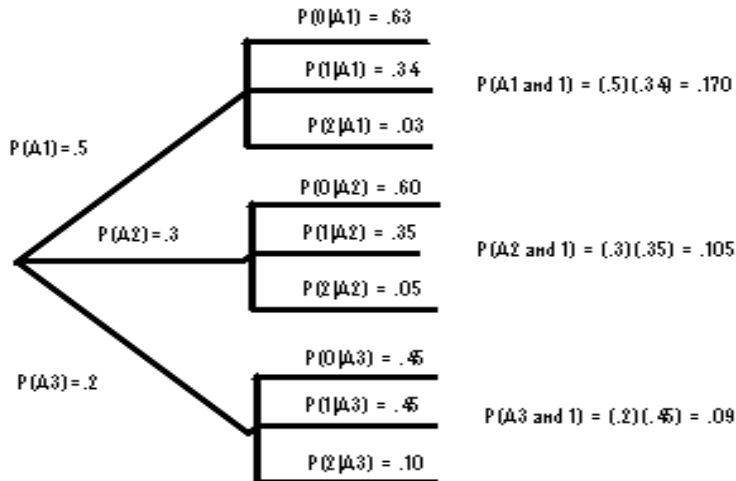 P(0|A1) = .63
P(1|A1) = .34
P(A1 and 1) = (.5)(.34) = .170
P(2|A1) = .03
P(A1) = .5
P(0|A2) = .60
P(A2) = .3
P(1|A2) = .35
P(A2 and 1) = (.3)(.35) = .105
P(2|A2) = .05
P(0|A3) = .45
P(A3) = .2
P(1|A3) = .45
P(A3 and 1) = (.2)(.45) = .09
P(2|A3) = .10